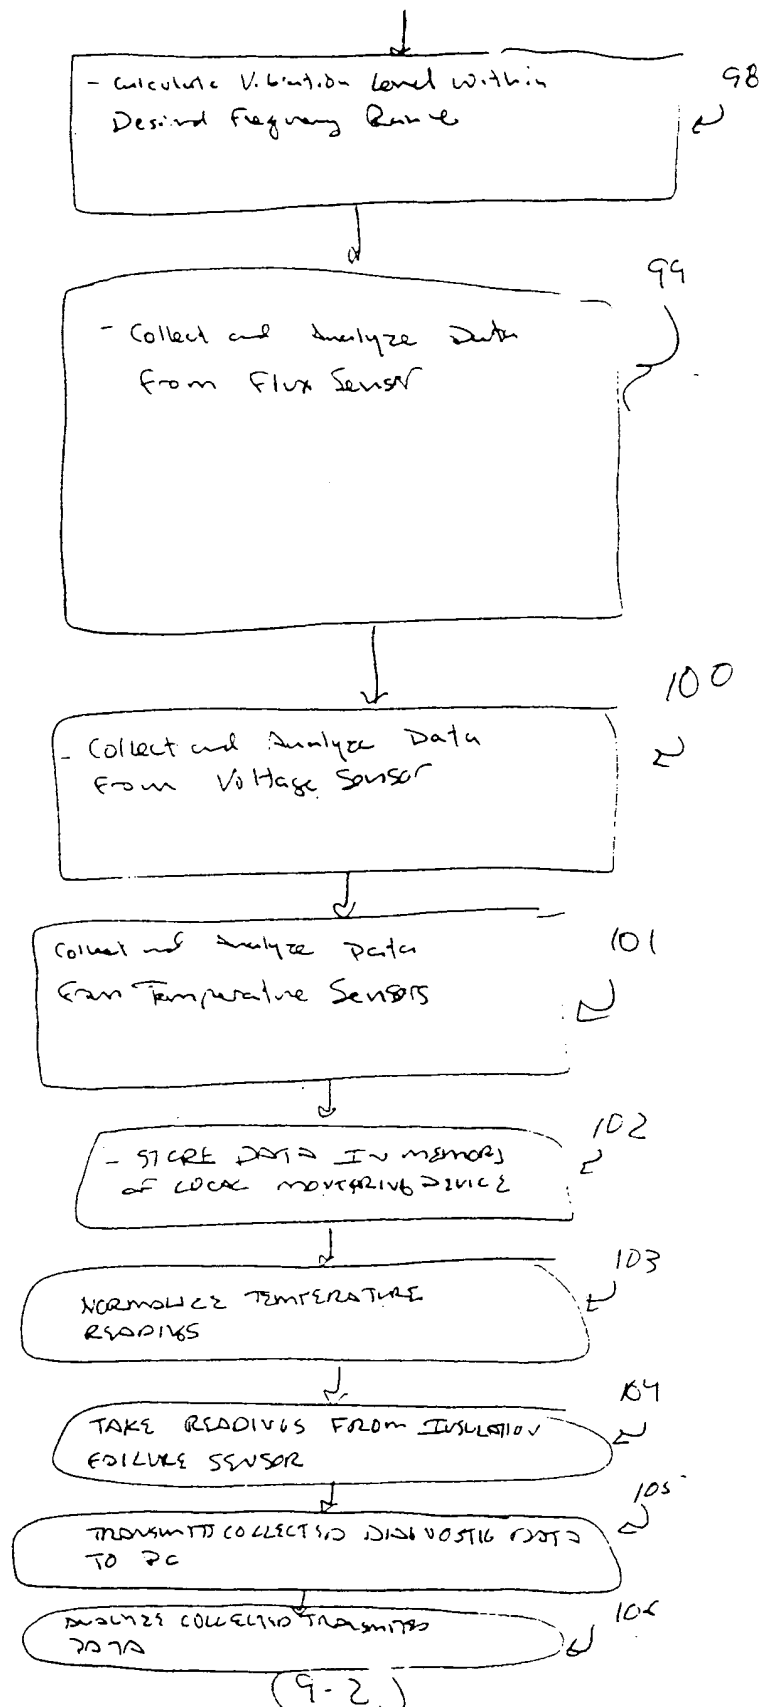 - Calculate Vibration Level within
Desired Frequency Range
98
- Collect and Analyze Data
from Flux Sensor
99
- Collect and Analyze Data
from Voltage Sensor
100
Collect and Analyze Data
from Temperature Sensors
101
- STORE DATA IN MEMORY
OF LOCAL MONITORING DEVICE
102
NORMALIZE TEMPERATURE
READINGS
103
TAKE READINGS FROM INSULATION
FAILURE SENSOR
104
TRANSMITS COLLECTED DIAGNOSTIC DATA
TO PC
105
ANALYZE COLLECTED TRANSMITTED
DATA
106
(9-2)